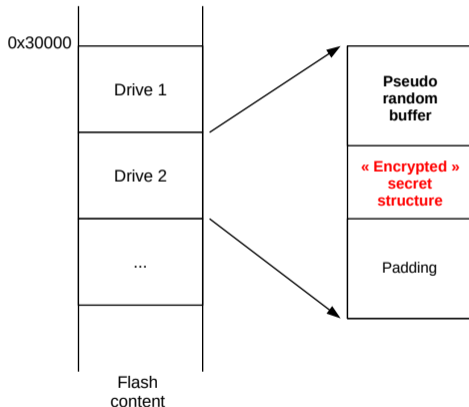 0x30000
Drive 1
Drive 2
...
Flash
content
Pseudo
random
buffer
« Encrypted »
secret
structure
Padding